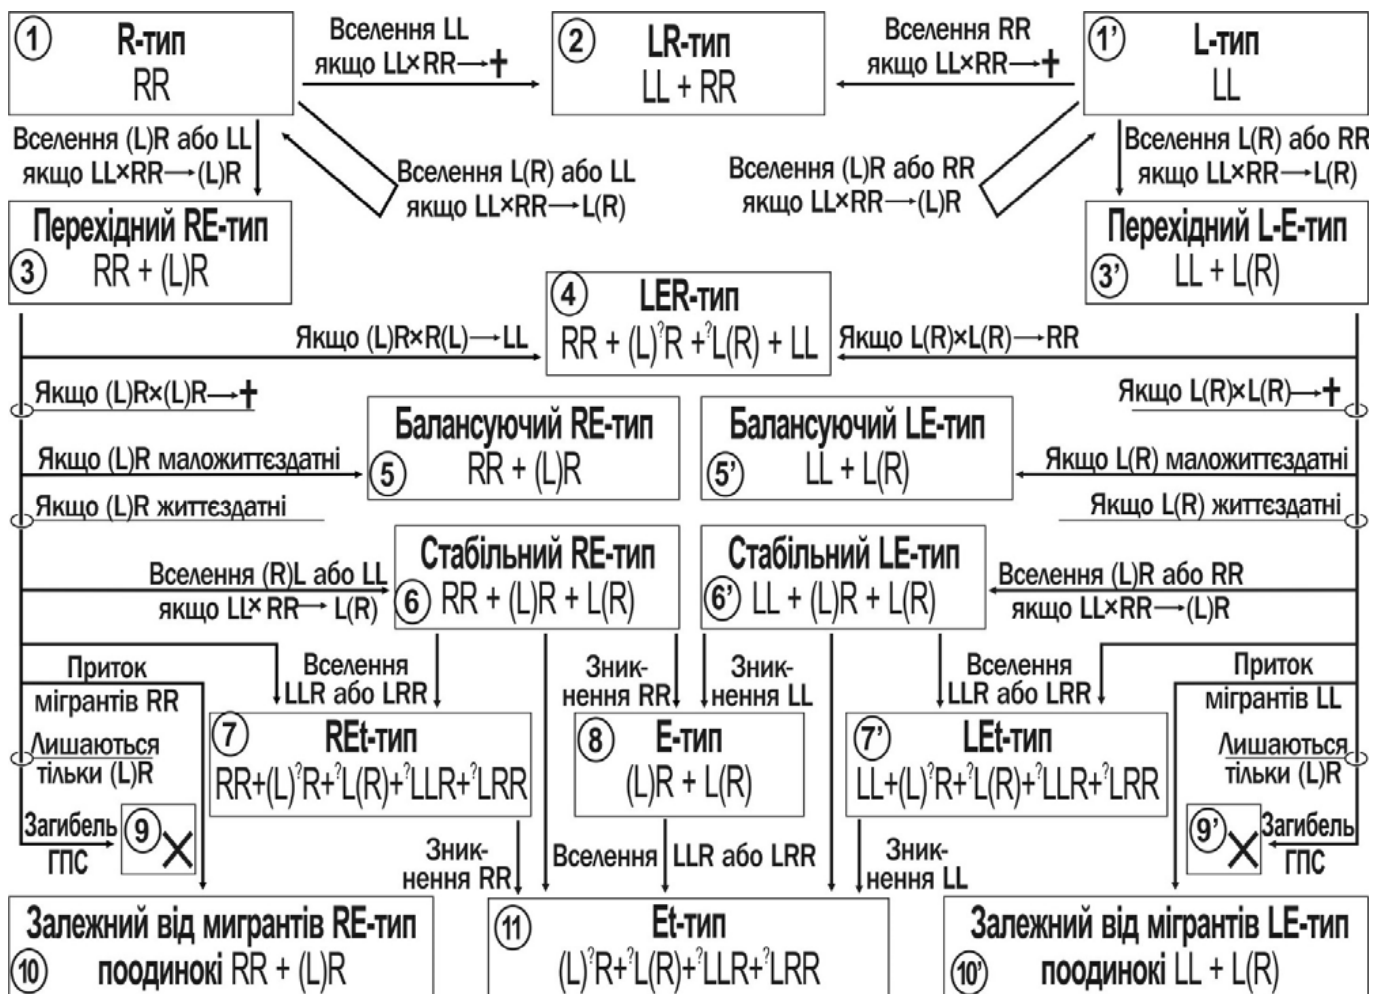 1 R-тип
RR
Вселення LL
якщо LL×RR→✝
2 LR-тип
LL + RR
Вселення RR
якщо LL×RR→✝
1’ L-тип
LL
Вселення (L)R або LL
якщо LL×RR→(L)R
Вселення L(R) або LL
якщо LL×RR→L(R)
Вселення (L)R або RR
якщо LL×RR→(L)R
Вселення L(R) або RR
якщо LL×RR→L(R)
Перехідний RE-тип
3 RR + (L)R
Перехідний L-E-тип
3’ LL + L(R)
4 LER-тип
RR + (L)?R +?L(R) + LL
Якщо (L)R×R(L)→LL
Якщо L(R)×L(R)→RR
Якщо (L)R×(L)R→✝
Якщо L(R)×L(R)→✝
Балансуючий RE-тип
5 RR + (L)R
Балансуючий LE-тип
5’ LL + L(R)
Якщо (L)R маложиттєздатні
Якщо L(R) маложиттєздатні
Якщо (L)R життєздатні
Якщо L(R) життєздатні
Стабільний RE-тип
6 RR + (L)R + L(R)
Стабільний LE-тип
6’ LL + (L)R + L(R)
Вселення (R)L або LL
якщо LL× RR→ L(R)
Вселення (L)R або RR
якщо LL×RR→(L)R
Приток
мігрантів RR
Вселення
LLR або LRR
Зник-
нення RR
Зник-
нення LL
Вселення
LLR або LRR
Приток
мігрантів LL
7 REt-тип
RR+(L)?R+?L(R)+?LLR+?LRR
8 E-тип
(L)R + L(R)
7’ LEt-тип
LL+(L)?R+?L(R)+?LLR+?LRR
Лишаються
тільки (L)R
Лишаються
тільки (L)R
Загибель
ГПС
9
9’
Загибель
ГПС
Зник-
нення RR
Вселення LLR або LRR
Зник-
нення LL
Залежний від мигрантів RE-тип
10 поодинокі RR + (L)R
11 Et-тип
(L)?R+?L(R)+?LLR+?LRR
Залежний від мігрантів LE-тип
10’ поодинокі LL + L(R)